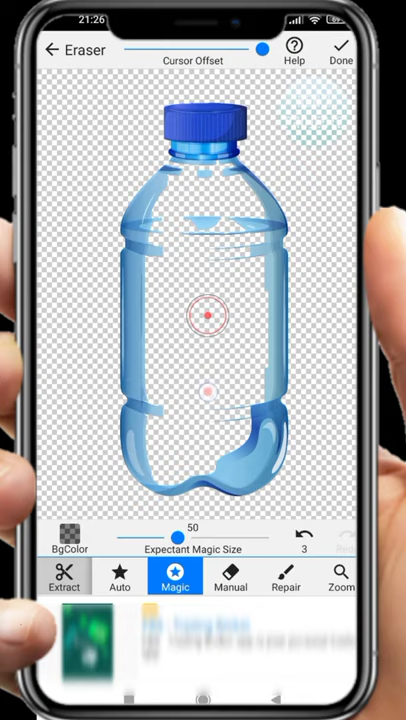 21:26
Eraser
Cursor Offset
Help
Done
50
BgColor
Expectant Magic Size
3
Extract
Auto
Magic
Manual
Repair
Zoom